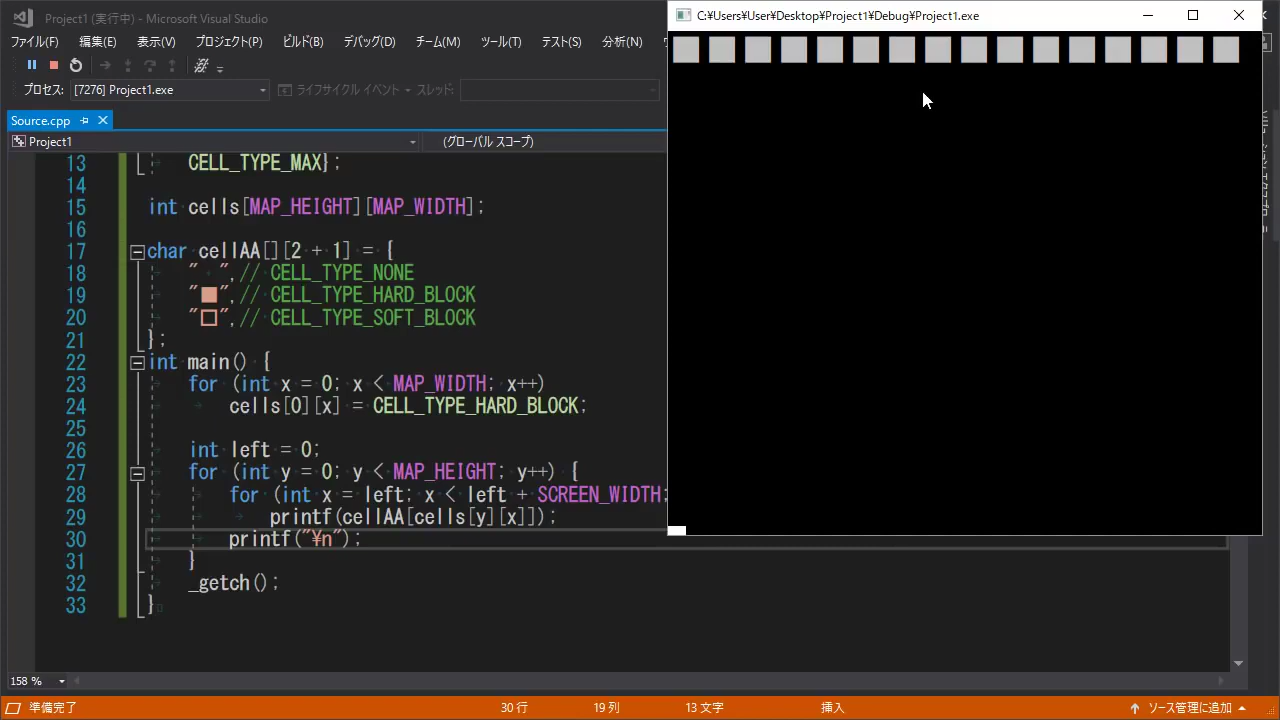 Project1 (実行中) - Microsoft Visual Studio
ファイル(F) 編集(E) 表示(V) プロジェクト(P) ビルド(B) デバッグ(D) チーム(M) ツール(T) テスト(S) 分析(N)
プロセス: [7276] Project1.exe ライフサイクル イベント スレッド:
Source.cpp
Project1 (グローバル スコープ)
13 CELL_TYPE_MAX};
14
15 int cells[MAP_HEIGHT][MAP_WIDTH];
16
17 char cellAA[][2 + 1] = {
18 "　",// CELL_TYPE_NONE
19 "■",// CELL_TYPE_HARD_BLOCK
20 "□",// CELL_TYPE_SOFT_BLOCK
21 };
22 int main() {
23 for (int x = 0; x < MAP_WIDTH; x++)
24 cells[0][x] = CELL_TYPE_HARD_BLOCK;
25
26 int left = 0;
27 for (int y = 0; y < MAP_HEIGHT; y++) {
28 for (int x = left; x < left + SCREEN_WIDTH;
29 printf(cellAA[cells[y][x]]);
30 printf("¥n");
31 }
32 _getch();
33 }
158 %
準備完了 30 行 19 列 13 文字 挿入 ソース管理に追加
C:¥Users¥User¥Desktop¥Project1¥Debug¥Project1.exe
■■■■■■■■■■■■■■■■